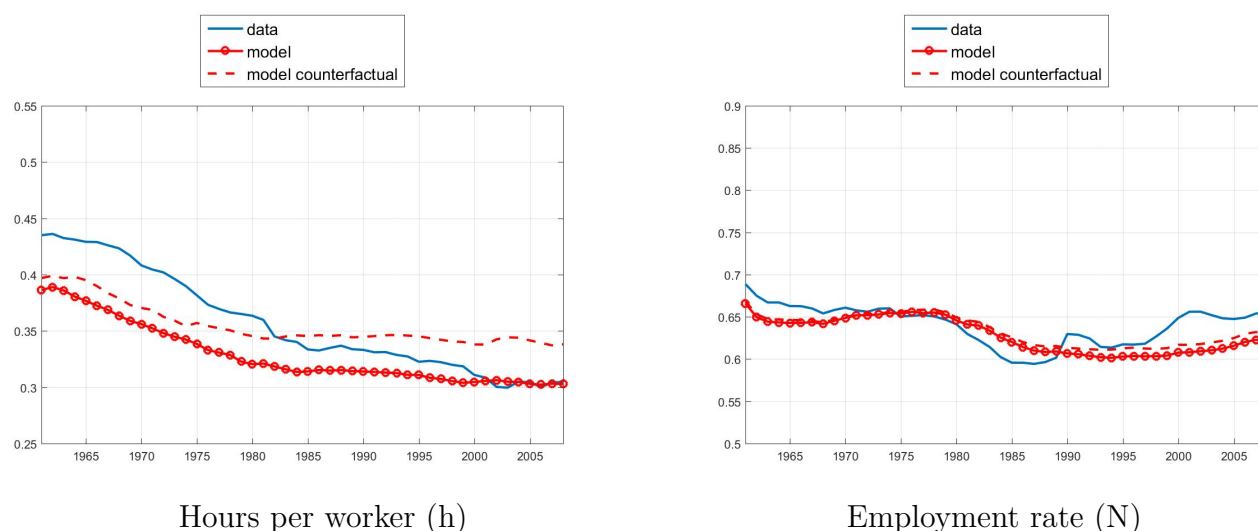 data
model
model counterfactual
0.55
0.5
0.45
0.4
0.35
0.3
0.25
1965 1970 1975 1980 1985 1990 1995 2000 2005
Hours per worker (h)
data
model
model counterfactual
0.9
0.85
0.8
0.75
0.7
0.65
0.6
0.55
0.5
1965 1970 1975 1980 1985 1990 1995 2000 2005
Employment rate (N)